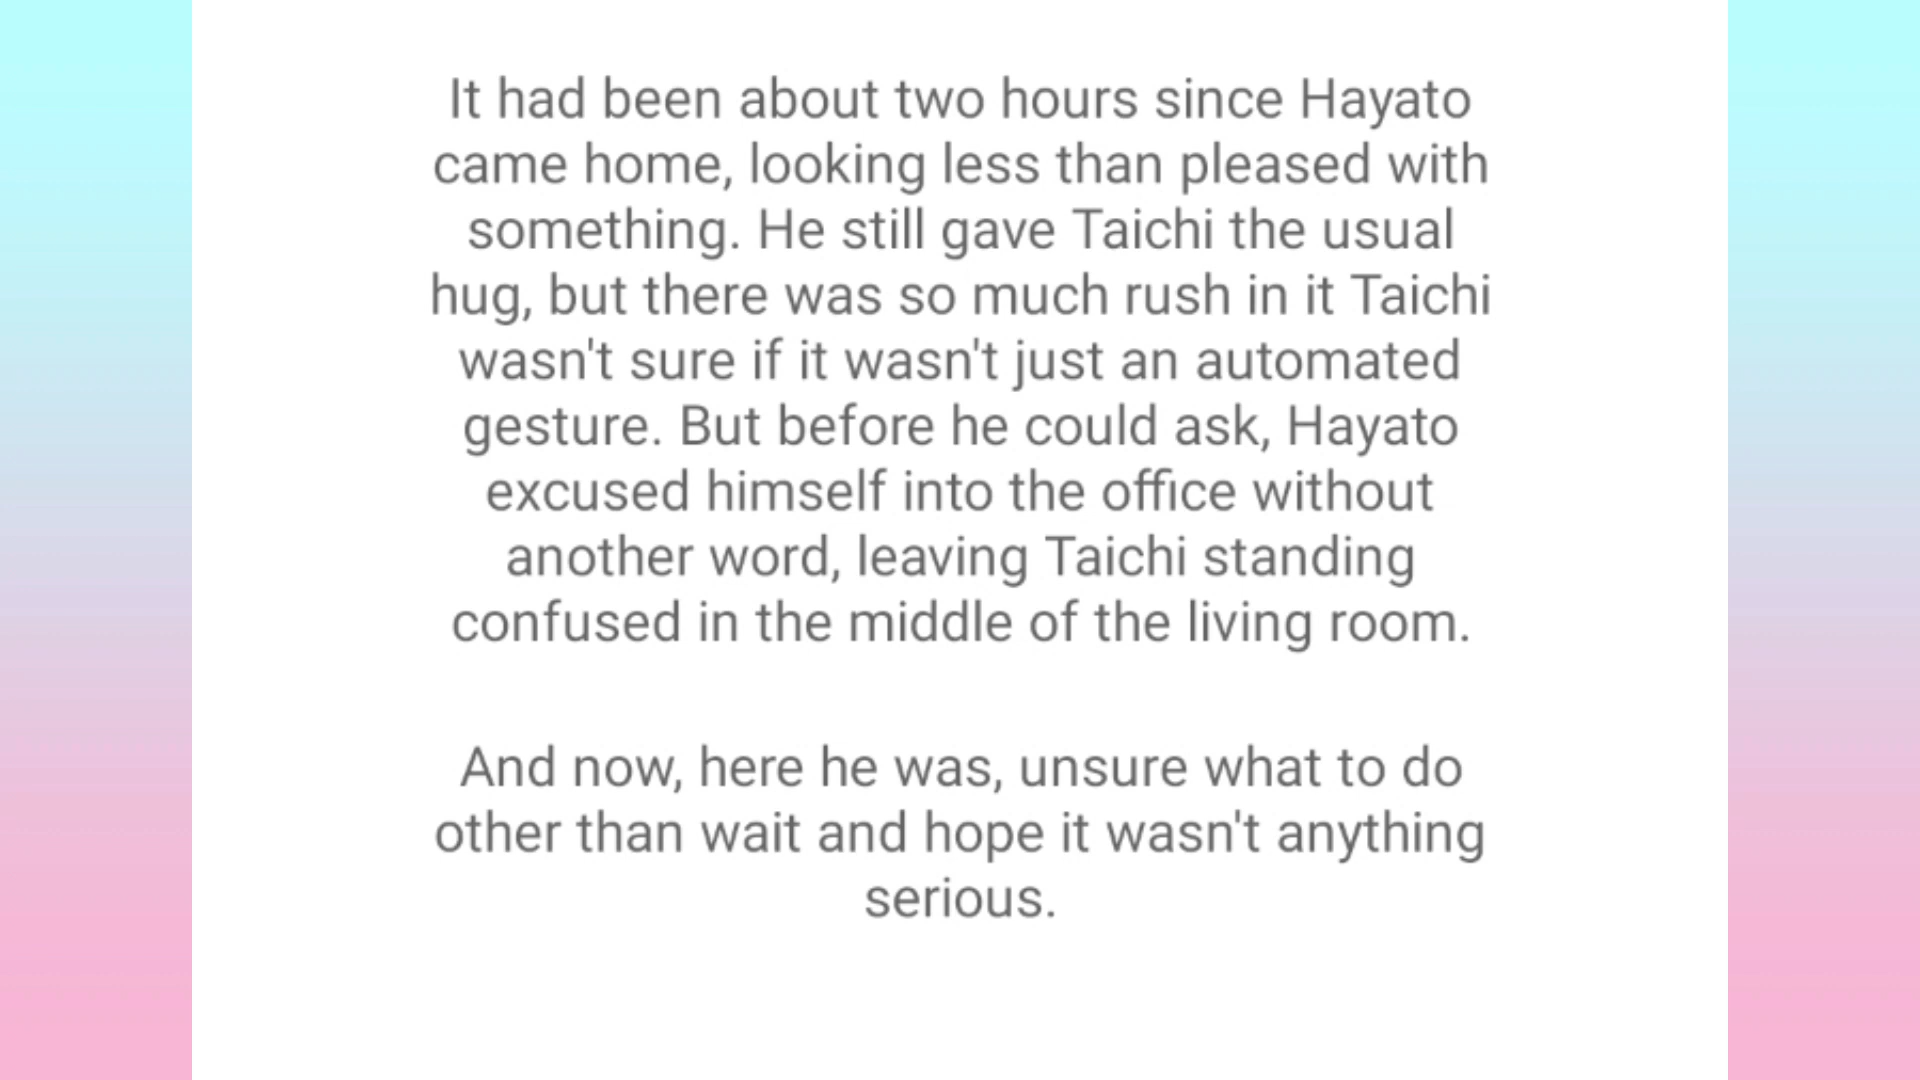 It had been about two hours since Hayato
came home, looking less than pleased with
something. He still gave Taichi the usual
hug, but there was so much rush in it Taichi
wasn't sure if it wasn't just an automated
gesture. But before he could ask, Hayato
excused himself into the office without
another word, leaving Taichi standing
confused in the middle of the living room.
And now, here he was, unsure what to do
other than wait and hope it wasn't anything
serious.